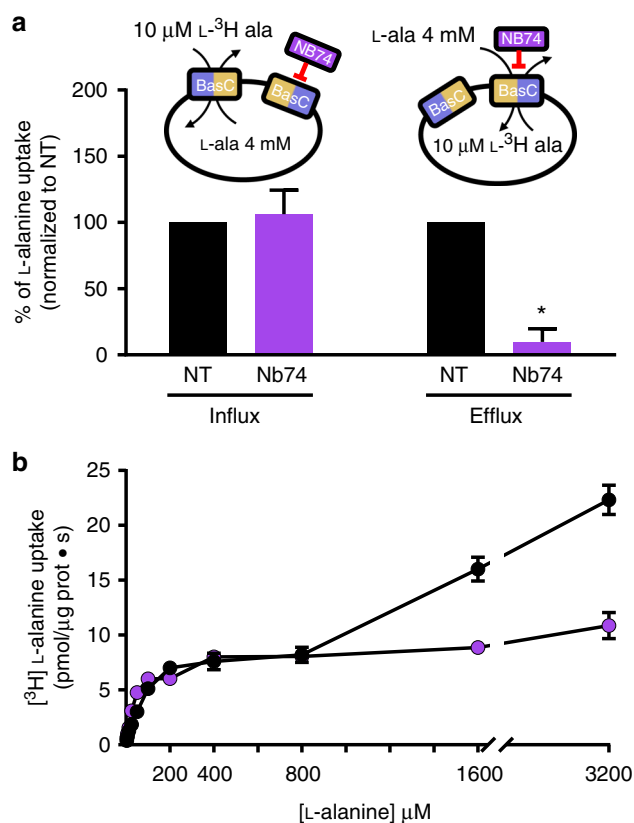 a
10 μM L-³H ala
NB74
BasC
BasC
L-ala 4 mM
L-ala 4 mM
NB74
BasC
BasC
10 μM L-³H ala
% of L-alanine uptake
(normalized to NT)
200
150
100
50
0
*
NT
Nb74
NT
Nb74
Influx
Efflux
b
[³H] L-alanine uptake
(pmol/μg prot • s)
25
20
15
10
5
0
200
400
800
1600
3200
[L-alanine] μM